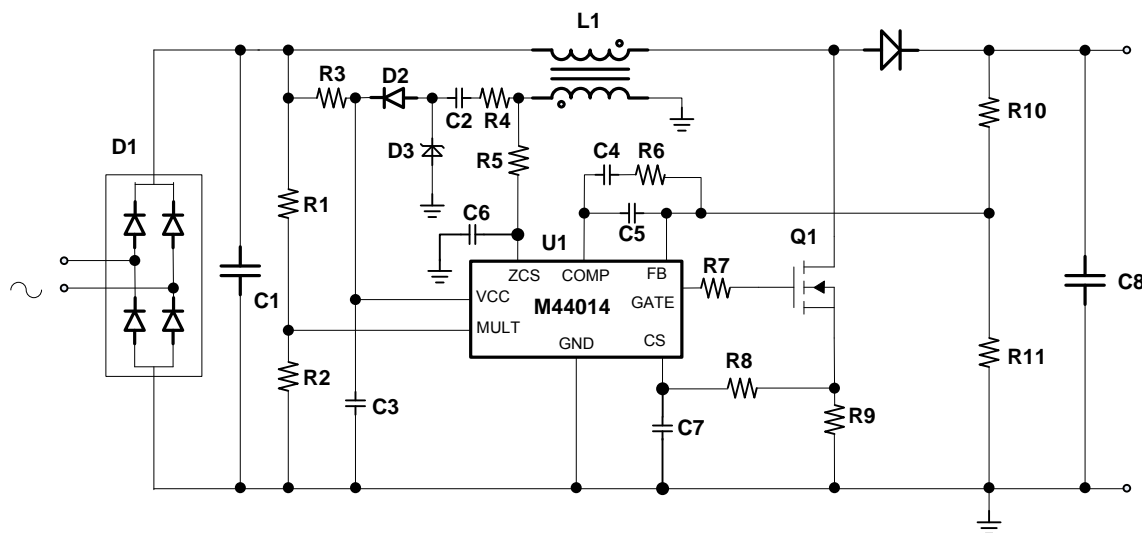 L1
R3
D2
C2
R4
R10
D1
D3
R5
C4
R6
R1
C6
C5
Q1
U1
ZCS
COMP
FB
R7
C1
VCC
M44014
GATE
C8
MULT
GND
CS
R2
R8
R11
C3
C7
R9